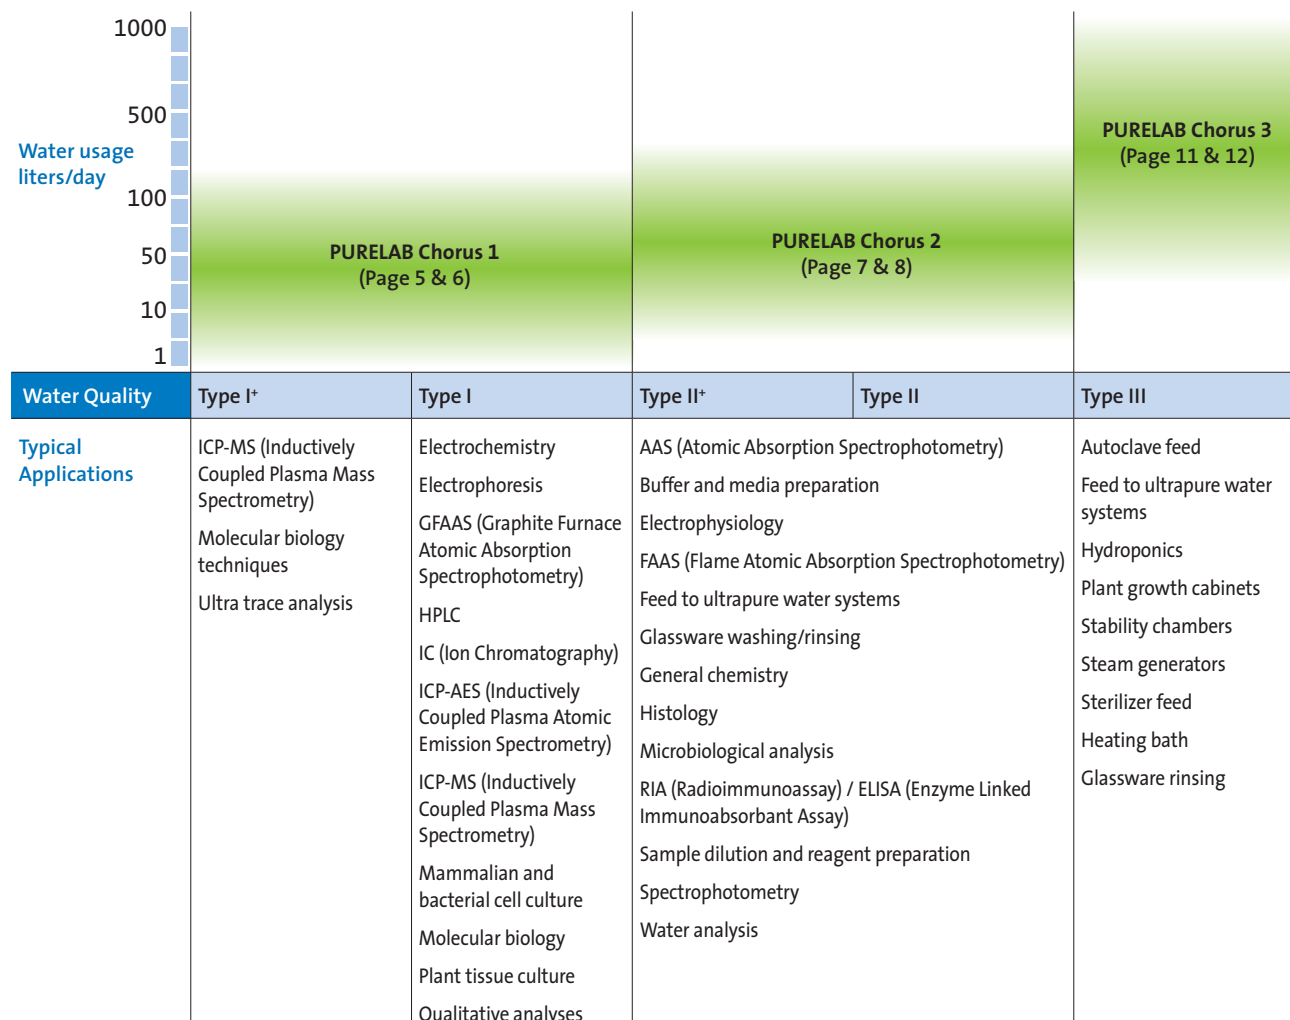 1000
500
Water usage
liters/day
100
50
10
1
PURELAB Chorus 1
(Page 5 & 6)
PURELAB Chorus 2
(Page 7 & 8)
PURELAB Chorus 3
(Page 11 & 12)
Water Quality
Type I+
Type I
Type II+
Type II
Type III
Typical
Applications
ICP-MS (Inductively
Coupled Plasma Mass
Spectrometry)
Molecular biology
techniques
Ultra trace analysis
Electrochemistry
Electrophoresis
GFAAS (Graphite Furnace
Atomic Absorption
Spectrophotometry)
HPLC
IC (Ion Chromatography)
ICP-AES (Inductively
Coupled Plasma Atomic
Emission Spectrometry)
ICP-MS (Inductively
Coupled Plasma Mass
Spectrometry)
Mammalian and
bacterial cell culture
Molecular biology
Plant tissue culture
Qualitative analyses
AAS (Atomic Absorption Spectrophotometry)
Buffer and media preparation
Electrophysiology
FAAS (Flame Atomic Absorption Spectrophotometry)
Feed to ultrapure water systems
Glassware washing/rinsing
General chemistry
Histology
Microbiological analysis
RIA (Radioimmunoassay) / ELISA (Enzyme Linked
Immunoabsorbant Assay)
Sample dilution and reagent preparation
Spectrophotometry
Water analysis
Autoclave feed
Feed to ultrapure water
systems
Hydroponics
Plant growth cabinets
Stability chambers
Steam generators
Sterilizer feed
Heating bath
Glassware rinsing